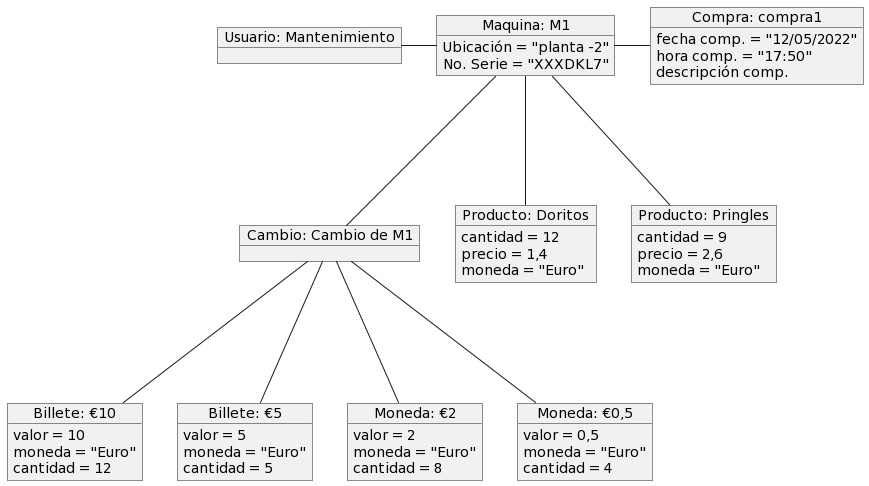 Usuario: Mantenimiento
Maquina: M1
Ubicación = "planta -2"
No. Serie = "XXXDKL7"
Compra: compra1
fecha comp. = "12/05/2022"
hora comp. = "17:50"
descripción comp.
Cambio: Cambio de M1
Producto: Doritos
cantidad = 12
precio = 1,4
moneda = "Euro"
Producto: Pringles
cantidad = 9
precio = 2,6
moneda = "Euro"
Billete: €10
valor = 10
moneda = "Euro"
cantidad = 12
Billete: €5
valor = 5
moneda = "Euro"
cantidad = 5
Moneda: €2
valor = 2
moneda = "Euro"
cantidad = 8
Moneda: €0,5
valor = 0,5
moneda = "Euro"
cantidad = 4